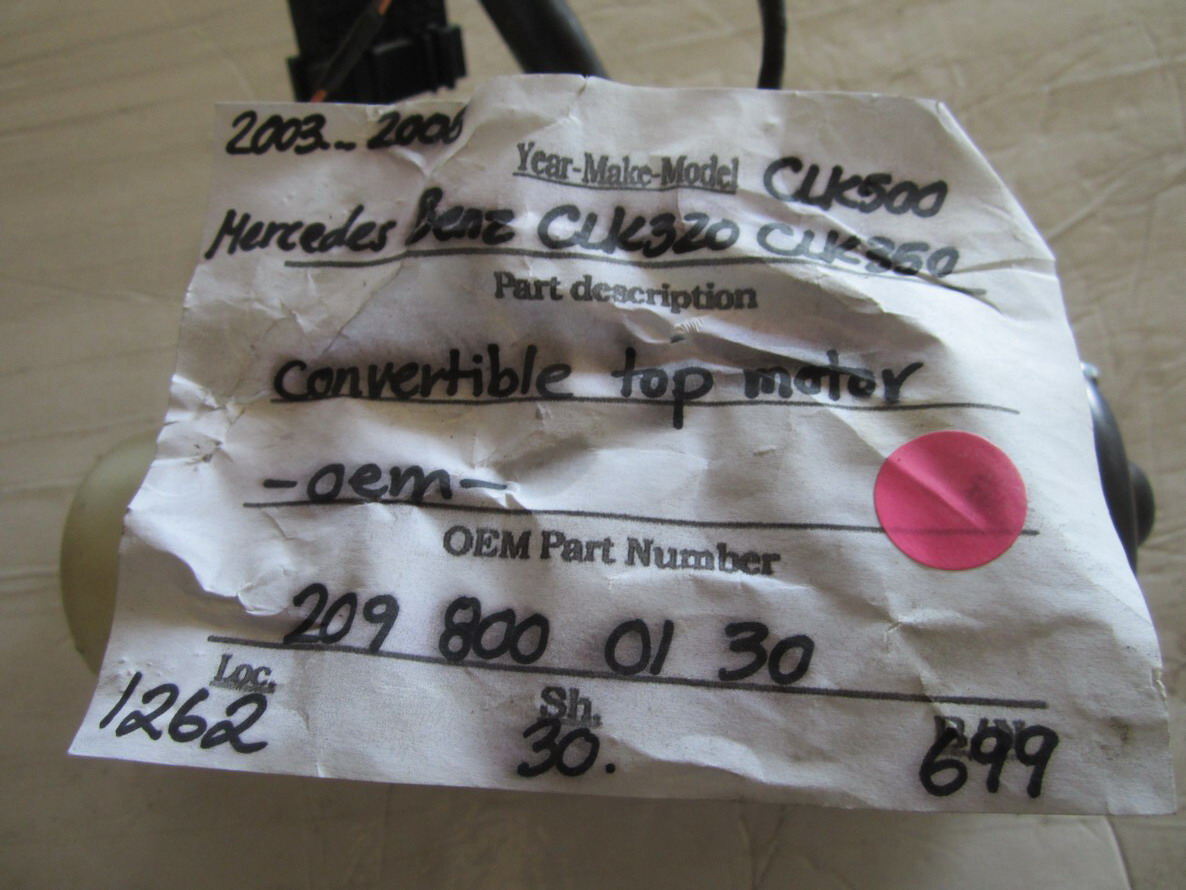 2003... 2006
Year-Make-Model CLK500
Mercedes Benz CLK320 CLK350
Part description
Convertible top motor
-oem-
OEM Part Number
209 800 01 30
Loc. Sh.
1262 30. 699